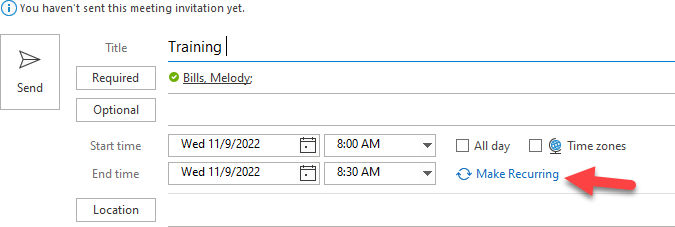 You haven't sent this meeting invitation yet.
Title Training
Send
Required Bills, Melody;
Optional
Start time Wed 11/9/2022 8:00 AM All day Time zones
End time Wed 11/9/2022 8:30 AM Make Recurring
Location